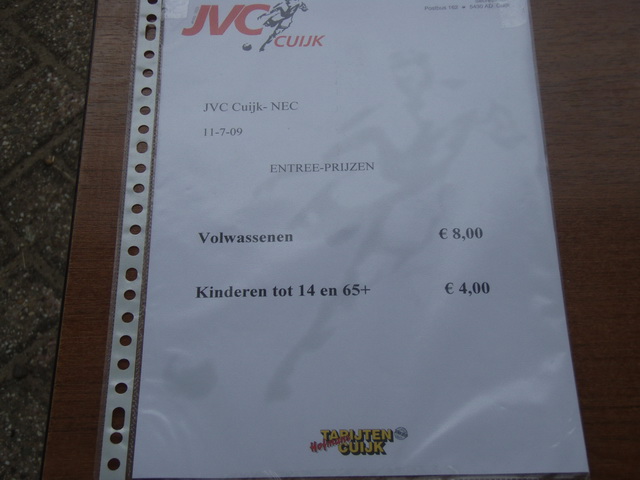 JVC
CUIJK
JVC Cuijk- NEC
11-7-09
ENTREE-PRIJZEN
Volwassenen € 8,00
Kinderen tot 14 en 65+ € 4,00
TAPIJTEN
CUIJK